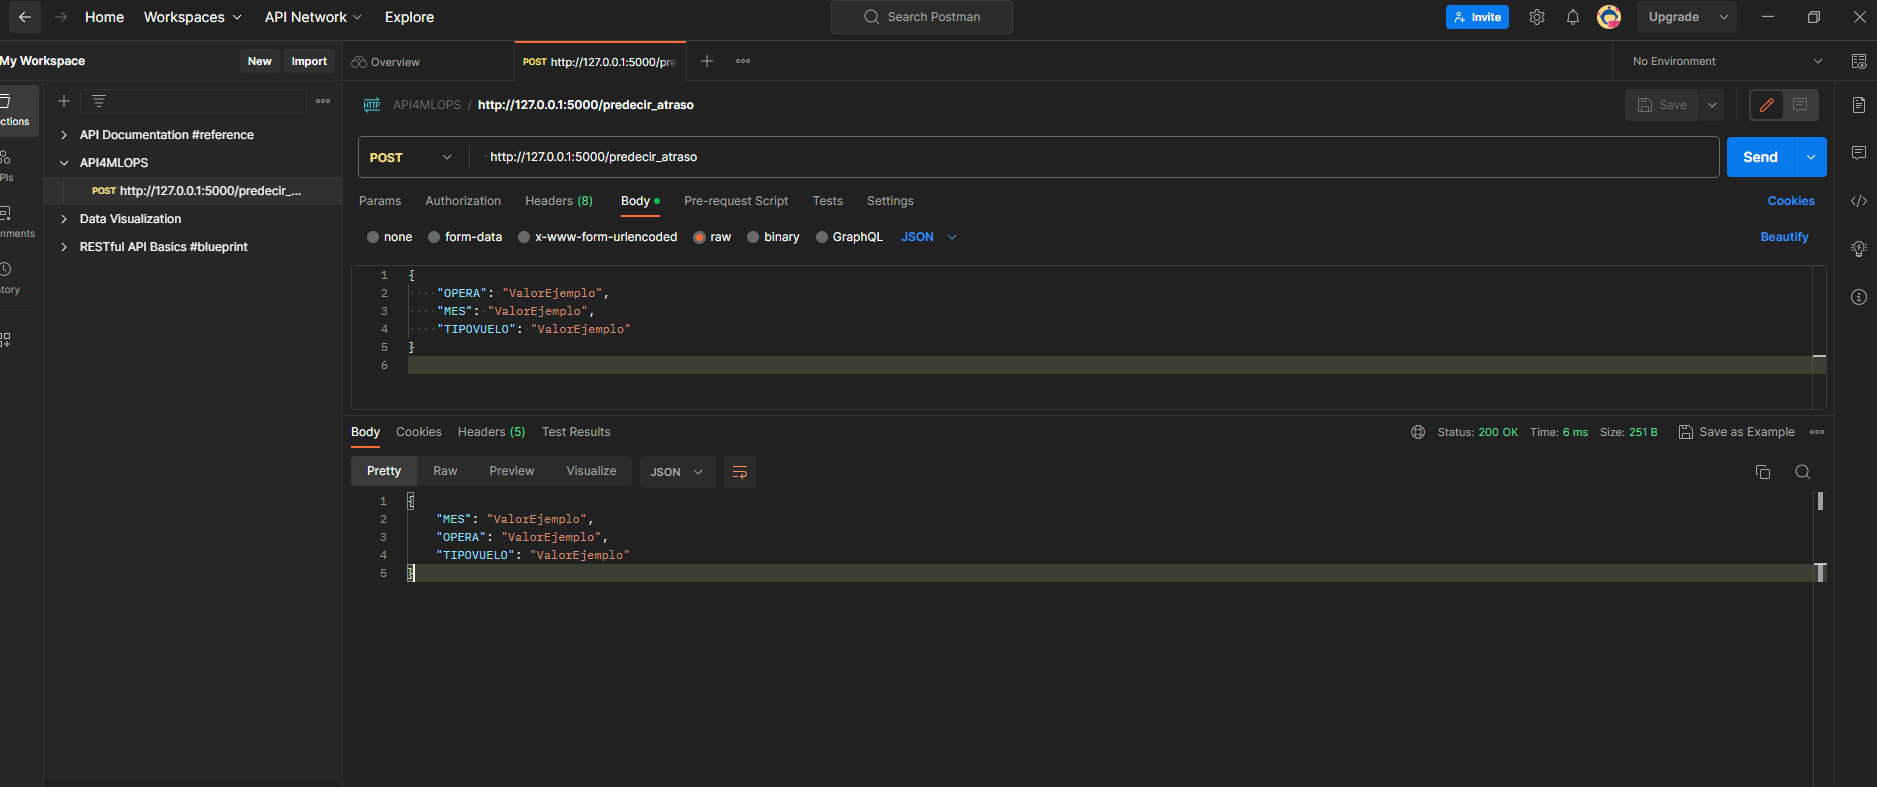 Home Workspaces API Network Explore Search Postman Invite Upgrade
My Workspace New Import Overview POST http://127.0.0.1:5000/pre No Environment
API4MLOPS / http://127.0.0.1:5000/predecir_atraso Save
ctions
API Documentation #reference
API4MLOPS
POST http://127.0.0.1:5000/predecir_...
Data Visualization
RESTful API Basics #blueprint
PIs
nments
story
POST http://127.0.0.1:5000/predecir_atraso Send
Params Authorization Headers (8) Body Pre-request Script Tests Settings Cookies
none form-data x-www-form-urlencoded raw binary GraphQL JSON Beautify
1 {
2 "OPERA": "ValorEjemplo",
3 "MES": "ValorEjemplo",
4 "TIPOVUELO": "ValorEjemplo"
5 }
6
Body Cookies Headers (5) Test Results Status: 200 OK Time: 6 ms Size: 251 B Save as Example
Pretty Raw Preview Visualize JSON
1 {
2 "MES": "ValorEjemplo",
3 "OPERA": "ValorEjemplo",
4 "TIPOVUELO": "ValorEjemplo"
5 }